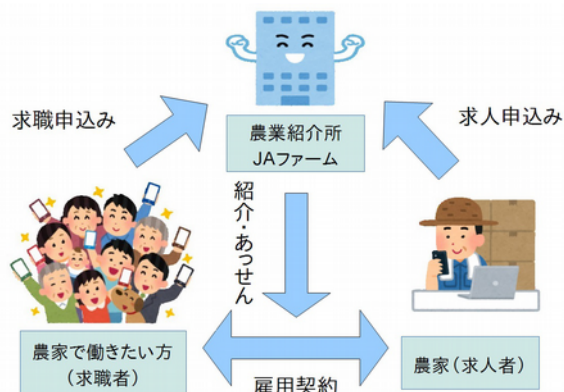 求職申込み
求人申込み
農業紹介所
JAファーム
紹介・あっせん
農家で働きたい方
（求職者）
雇用契約
農家（求人者）